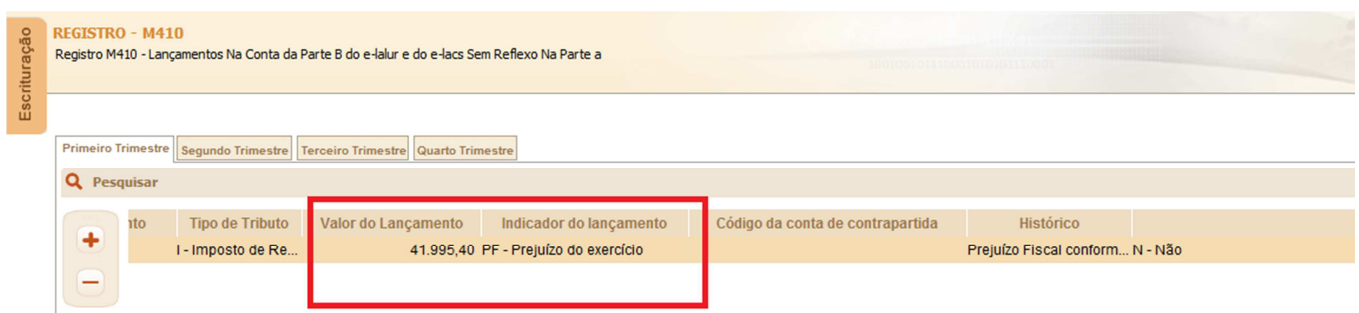 Escrituração
REGISTRO - M410
Registro M410 - Lançamentos Na Conta da Parte B do e-lalur e do e-lacs Sem Reflexo Na Parte a
Primeiro Trimestre Segundo Trimestre Terceiro Trimestre Quarto Trimestre
Pesquisar
nto Tipo de Tributo Valor do Lançamento Indicador do lançamento Código da conta de contrapartida Histórico
I - Imposto de Re... 41.995,40 PF - Prejuízo do exercício Prejuízo Fiscal conform... N - Não